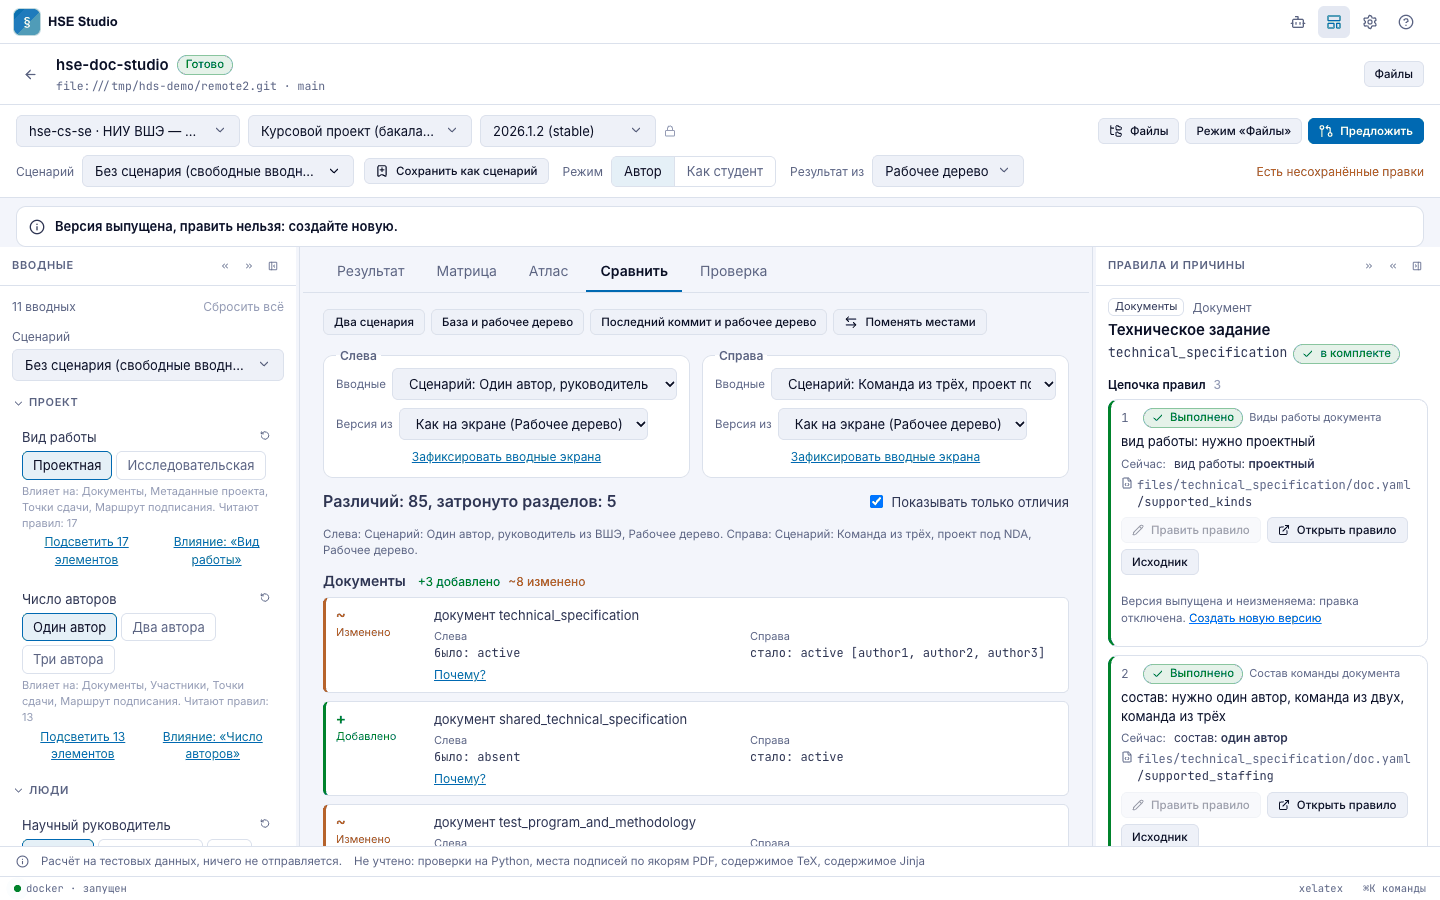 § HSE Studio
hse-doc-studio Готово
file:///tmp/hds-demo/remote2.git · main
Файлы
hse-cs-se · НИУ ВШЭ — ...
Курсовой проект (бакала...
2026.1.2 (stable)
Файлы
Режим «Файлы»
Предложить
Сценарий
Без сценария (свободные вводн...
Сохранить как сценарий
Режим
Автор
Как студент
Результат из
Рабочее дерево
Есть несохранённые правки
Версия выпущена, править нельзя: создайте новую.
ВВОДНЫЕ
« »
11 вводных
Сбросить всё
Сценарий
Без сценария (свободные вводн...
ПРОЕКТ
Вид работы
Проектная
Исследовательская
Влияет на: Документы, Метаданные проекта,
Точки сдачи, Маршрут подписания. Читают
правил: 17
Подсветить 17
элементов
Влияние: «Вид
работы»
Число авторов
Один автор
Два автора
Три автора
Влияет на: Документы, Участники, Точки
сдачи, Маршрут подписания. Читают правил:
13
Подсветить 13
элементов
Влияние: «Число
авторов»
ЛЮДИ
Научный руководитель
Результат
Матрица
Атлас
Сравнить
Проверка
Два сценария
База и рабочее дерево
Последний коммит и рабочее дерево
Поменять местами
Слева
Вводные
Сценарий: Один автор, руководитель
Версия из
Как на экране (Рабочее дерево)
Зафиксировать вводные экрана
Справа
Вводные
Сценарий: Команда из трёх, проект пс
Версия из
Как на экране (Рабочее дерево)
Зафиксировать вводные экрана
Различий: 85, затронуто разделов: 5
Показывать только отличия
Слева: Сценарий: Один автор, руководитель из ВШЭ, Рабочее дерево. Справа: Сценарий: Команда из трёх, проект под NDA,
Рабочее дерево.
Документы +3 добавлено ~8 изменено
~
Изменено
документ technical_specification
Слева
было: active
Справа
стало: active [author1, author2, author3]
Почему?
+
Добавлено
документ shared_technical_specification
Слева
было: absent
Справа
стало: active
Почему?
~
Изменено
документ test_program_and_methodology
Слева
Справа
ПРАВИЛА И ПРИЧИНЫ
» «
Документы
Документ
Техническое задание
technical_specification
в комплекте
Цепочка правил 3
1 Выполнено Виды работы документа
вид работы: нужно проектный
Сейчас: вид работы: проектный
files/technical_specification/doc.yaml
/supported_kinds
Править правило
Открыть правило
Исходник
Версия выпущена и неизменяема: правка
отключена. Создать новую версию
2 Выполнено Состав команды документа
состав: нужно один автор, команда из двух,
команда из трёх
Сейчас: состав: один автор
files/technical_specification/doc.yaml
/supported_staffing
Править правило
Открыть правило
Исходник
Расчёт на тестовых данных, ничего не отправляется. Не учтено: проверки на Python, места подписей по якорям PDF, содержимое TeX, содержимое Jinja
docker · запущен
xelatex
⌘K команды